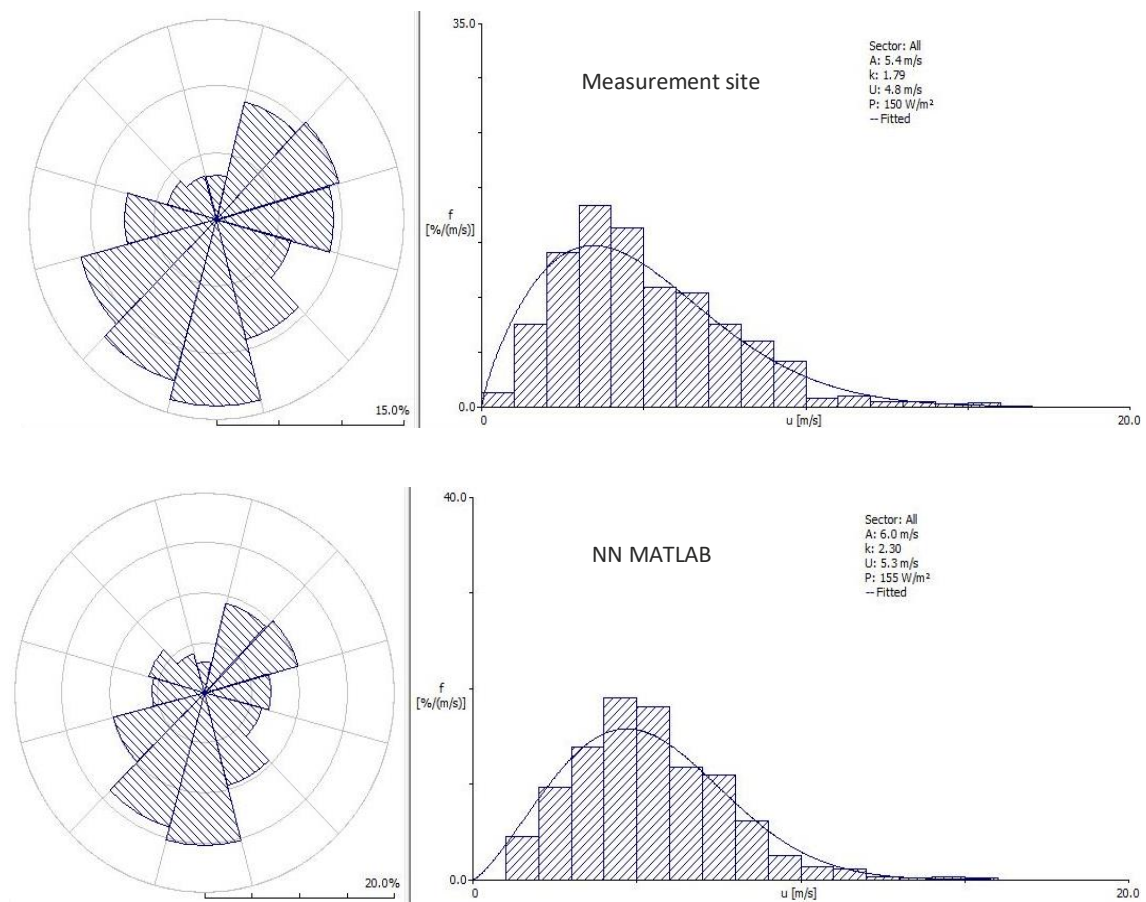 35.0
Measurement site
Sector: All
A: 5.4 m/s
k: 1.79
U: 4.8 m/s
P: 150 W/m²
-- Fitted
f
[%/(m/s)]
15.0%
0.0
0
u [m/s]
20.0
40.0
NN MATLAB
Sector: All
A: 6.0 m/s
k: 2.30
U: 5.3 m/s
P: 155 W/m²
-- Fitted
f
[%/(m/s)]
20.0%
0.0
0
u [m/s]
20.0